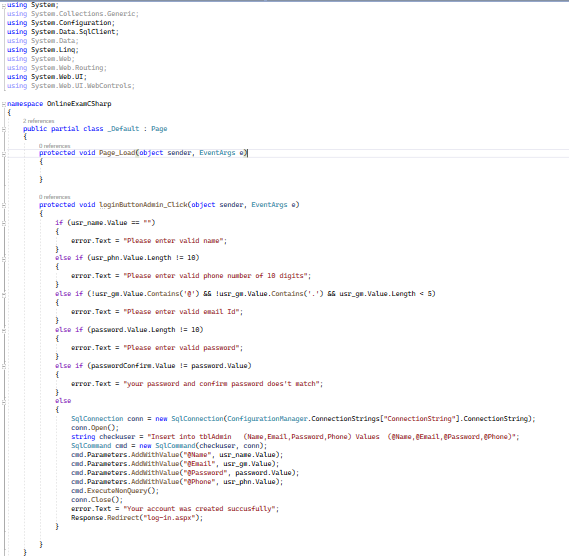 using System;
using System.Collections.Generic;
using System.Configuration;
using System.Data.SqlClient;
using System.Data;
using System.Linq;
using System.Web;
using System.Web.Routing;
using System.Web.UI;
using System.Web.UI.WebControls;
namespace OnlineExamCSharp
{
2 references
public partial class _Default : Page
{
0 references
protected void Page_Load(object sender, EventArgs e)
{
}
0 references
protected void loginButtonAdmin_Click(object sender, EventArgs e)
{
if (usr_name.Value == "")
{
error.Text = "Please enter valid name";
}
else if (usr_phn.Value.Length != 10)
{
error.Text = "Please enter valid phone number of 10 digits";
}
else if (!usr_gm.Value.Contains('@') && !usr_gm.Value.Contains('.') && usr_gm.Value.Length < 5)
{
error.Text = "Please enter valid email Id";
}
else if (password.Value.Length != 10)
{
error.Text = "Please enter valid password";
}
else if (passwordConfirm.Value != password.Value)
{
error.Text = "your password and confirm password does't match";
}
else
{
SqlConnection conn = new SqlConnection(ConfigurationManager.ConnectionStrings["ConnectionString"].ConnectionString);
conn.Open();
string checkuser = "Insert into tblAdmin (Name,Email,Password,Phone) Values (@Name,@Email,@Password,@Phone)";
SqlCommand cmd = new SqlCommand(checkuser, conn);
cmd.Parameters.AddWithValue("@Name", usr_name.Value);
cmd.Parameters.AddWithValue("@Email", usr_gm.Value);
cmd.Parameters.AddWithValue("@Password", password.Value);
cmd.Parameters.AddWithValue("@Phone", usr_phn.Value);
cmd.ExecuteNonQuery();
conn.Close();
error.Text = "Your account was created succusfully";
Response.Redirect("log-in.aspx");
}
}
}